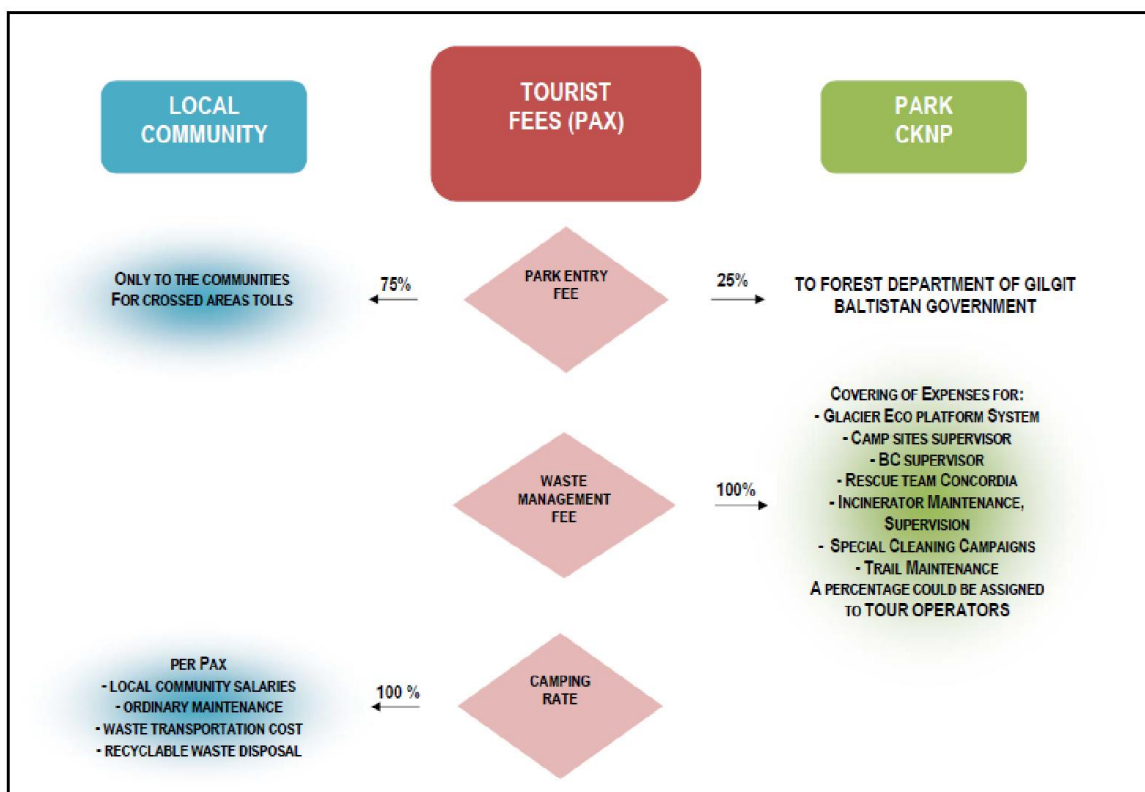 LOCAL
COMMUNITY
TOURIST
FEES (PAX)
PARK
CKNP
ONLY TO THE COMMUNITIES
FOR CROSSED AREAS TOLLS
75%
PARK ENTRY
FEE
25%
TO FOREST DEPARTMENT OF GILGIT
BALTISTAN GOVERNMENT
WASTE
MANAGEMENT
FEE
100%
COVERING OF EXPENSES FOR:
- GLACIER ECO PLATFORM SYSTEM
- CAMP SITES SUPERVISOR
- BC SUPERVISOR
- RESCUE TEAM CONCORDIA
- INCINERATOR MAINTENANCE,
SUPERVISION
- SPECIAL CLEANING CAMPAIGNS
- TRAIL MAINTENANCE
A PERCENTAGE COULD BE ASSIGNED
TO TOUR OPERATORS
PER PAX
- LOCAL COMMUNITY SALARIES
- ORDINARY MAINTENANCE
- WASTE TRANSPORTATION COST
- RECYCLABLE WASTE DISPOSAL
100 %
CAMPING
RATE